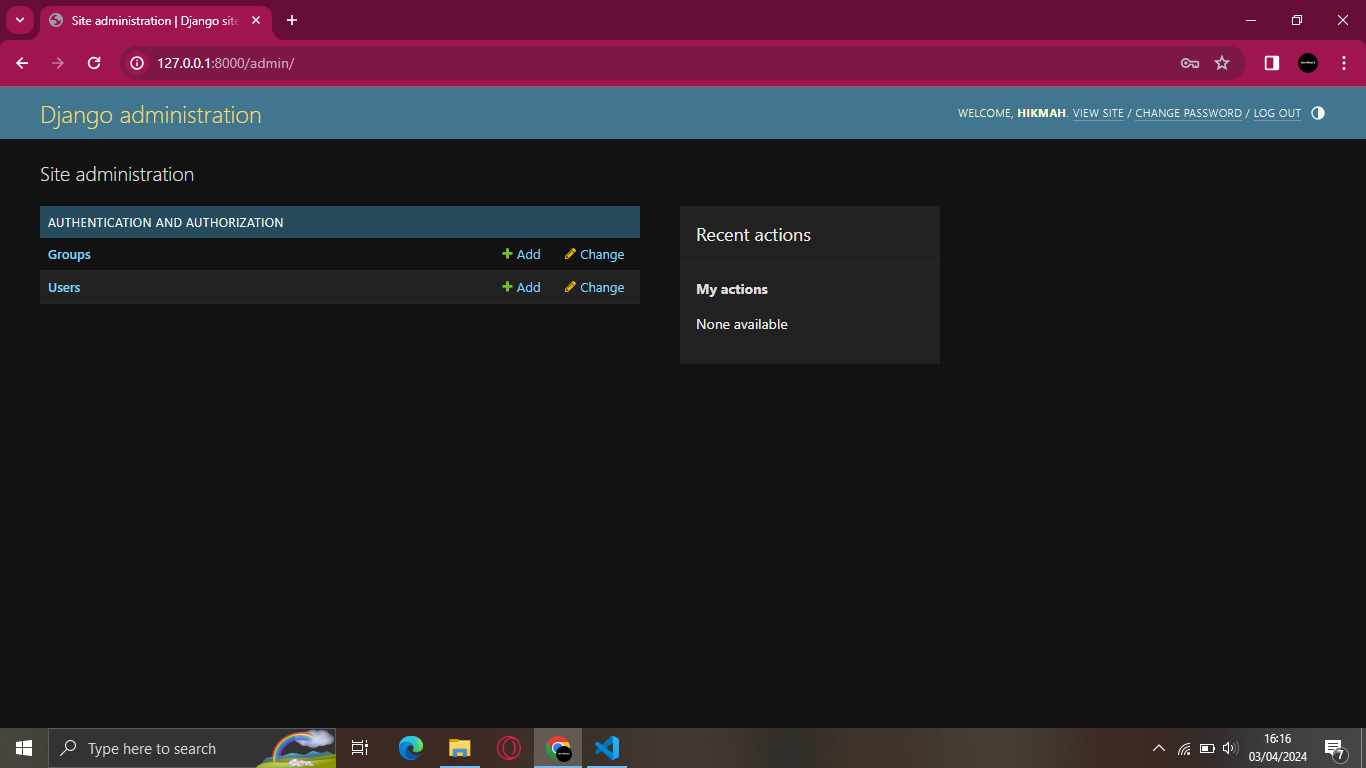 Site administration | Django site
127.0.0.1:8000/admin/
Django administration
WELCOME, HIKMAH. VIEW SITE / CHANGE PASSWORD / LOG OUT
Site administration
AUTHENTICATION AND AUTHORIZATION
Groups Add Change
Users Add Change
Recent actions
My actions
None available
Type here to search
16:16
03/04/2024
7